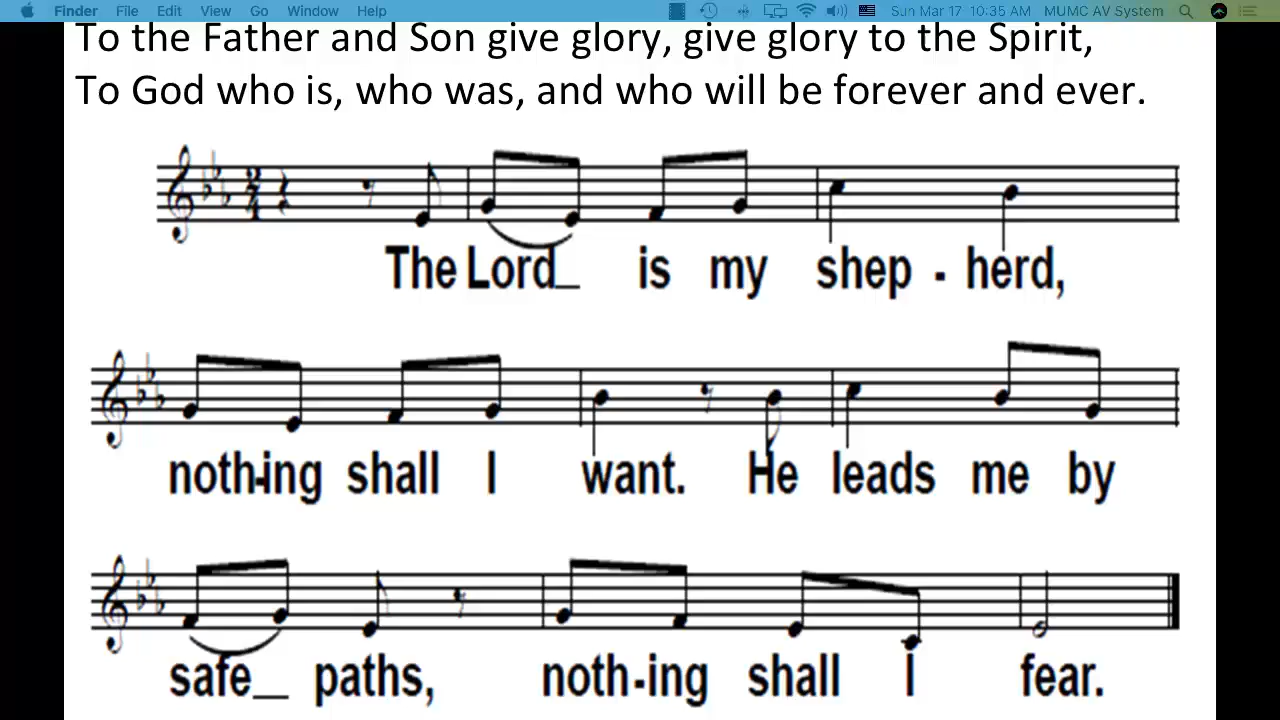 Finder File Edit View Go Window Help Sun Mar 17 10:35 AM MUMC AV System
To the Father and Son give glory, give glory to the Spirit,
To God who is, who was, and who will be forever and ever.
2
4
The Lord_ is my shep - herd,
noth-ing shall I want. He leads me by
safe_ paths, noth-ing shall I fear.